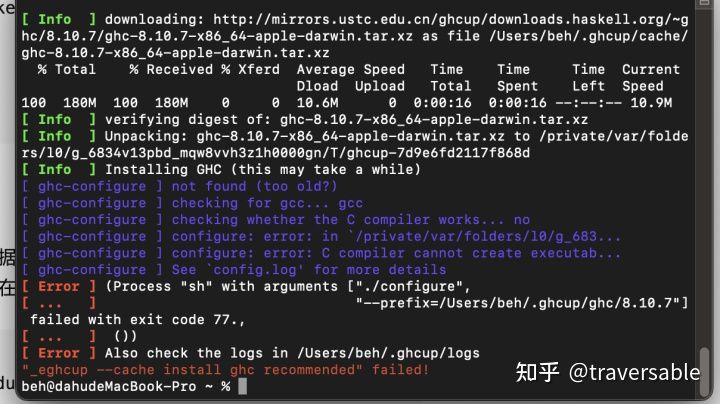 ke
据
在
du
[ Info  ] downloading: http://mirrors.ustc.edu.cn/ghcup/downloads.haskell.org/~g
hc/8.10.7/ghc-8.10.7-x86_64-apple-darwin.tar.xz as file /Users/beh/.ghcup/cache/
ghc-8.10.7-x86_64-apple-darwin.tar.xz
  % Total    % Received % Xferd  Average Speed   Time    Time     Time  Current
                                 Dload  Upload   Total   Spent    Left  Speed
100  180M  100  180M    0     0  10.6M      0  0:00:16  0:00:16 --:--:-- 10.9M
[ Info  ] verifying digest of: ghc-8.10.7-x86_64-apple-darwin.tar.xz
[ Info  ] Unpacking: ghc-8.10.7-x86_64-apple-darwin.tar.xz to /private/var/folde
rs/l0/g_6834v13pbd_mqw8vvh3z1h0000gn/T/ghcup-7d9e6fd2117f868d
[ Info  ] Installing GHC (this may take a while)
[ ghc-configure ] not found (too old?)
[ ghc-configure ] checking for gcc... gcc
[ ghc-configure ] checking whether the C compiler works... no
[ ghc-configure ] configure: error: in `/private/var/folders/l0/g_683...
[ ghc-configure ] configure: error: C compiler cannot create executab...
[ ghc-configure ] See `config.log' for more details
[ Error ] (Process "sh" with arguments ["./configure",
[ ...   ]                               "--prefix=/Users/beh/.ghcup/ghc/8.10.7"]
 failed with exit code 77.,
[ ...   ]  ())
[ Error ] Also check the logs in /Users/beh/.ghcup/logs
"_eghcup --cache install ghc recommended" failed!
beh@dahudeMacBook-Pro ~ %
知乎 @traversable